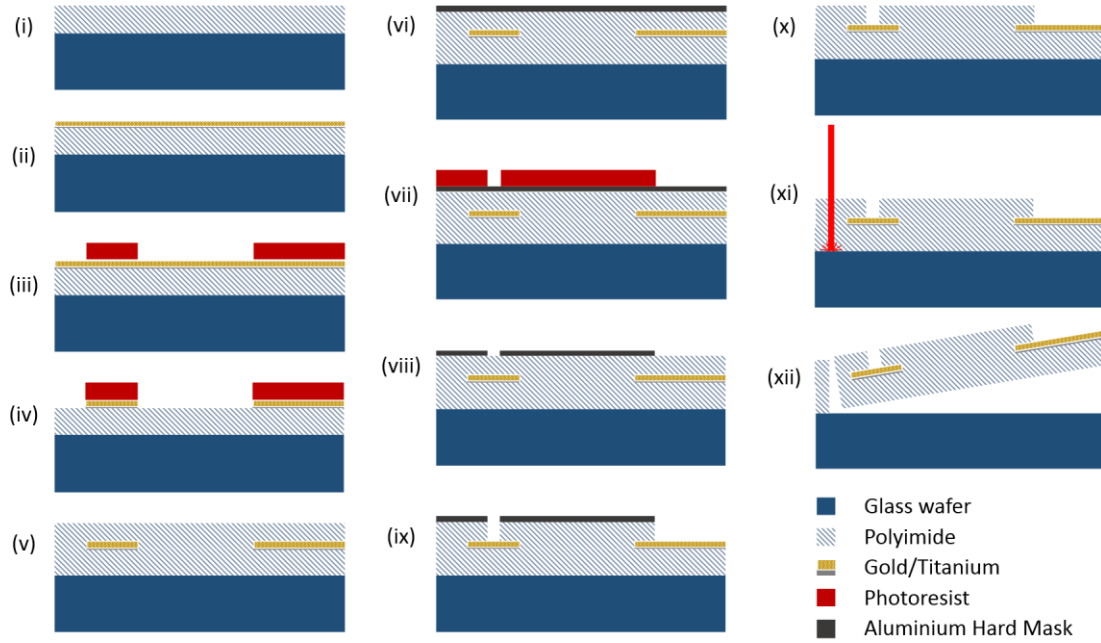 (i)
(ii)
(iii)
(iv)
(v)
(vi)
(vii)
(viii)
(ix)
(x)
(xi)
(xii)
Glass wafer
Polyimide
Gold/Titanium
Photoresist
Aluminium Hard Mask